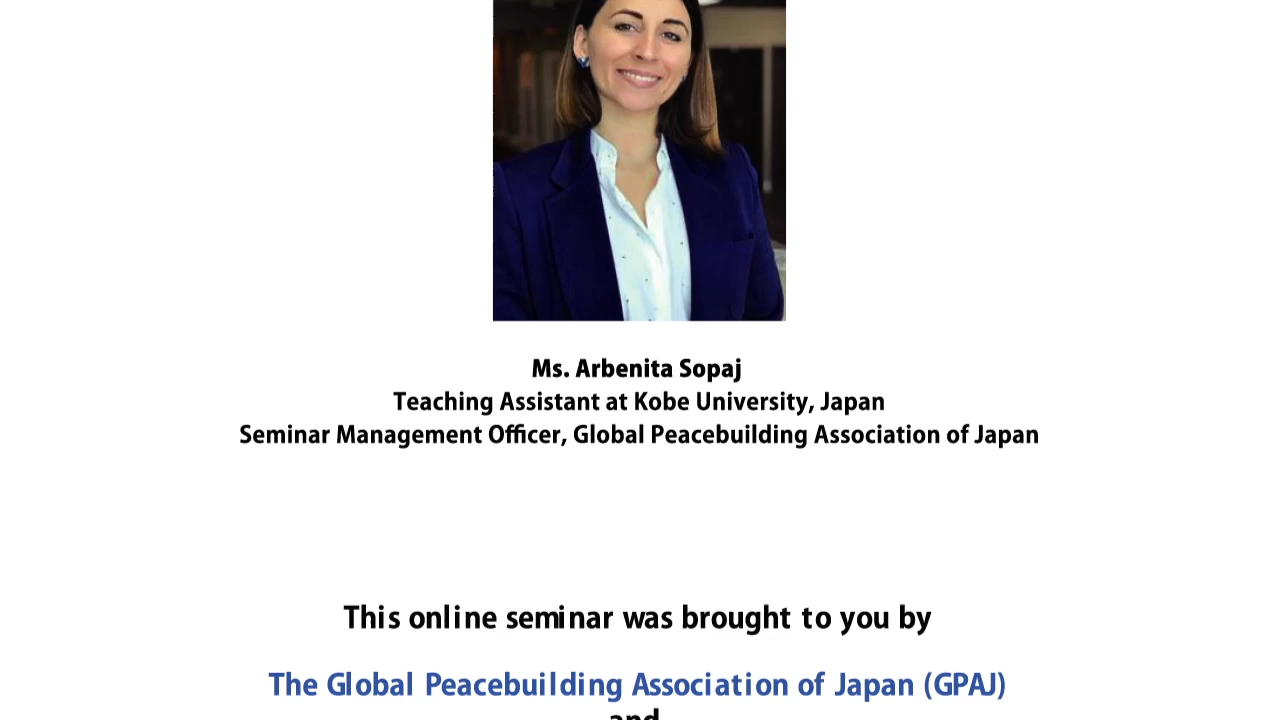 Ms. Arbenita Sopaj
Teaching Assistant at Kobe University, Japan
Seminar Management Officer, Global Peacebuilding Association of Japan
This online seminar was brought to you by
The Global Peacebuilding Association of Japan (GPAJ)
and